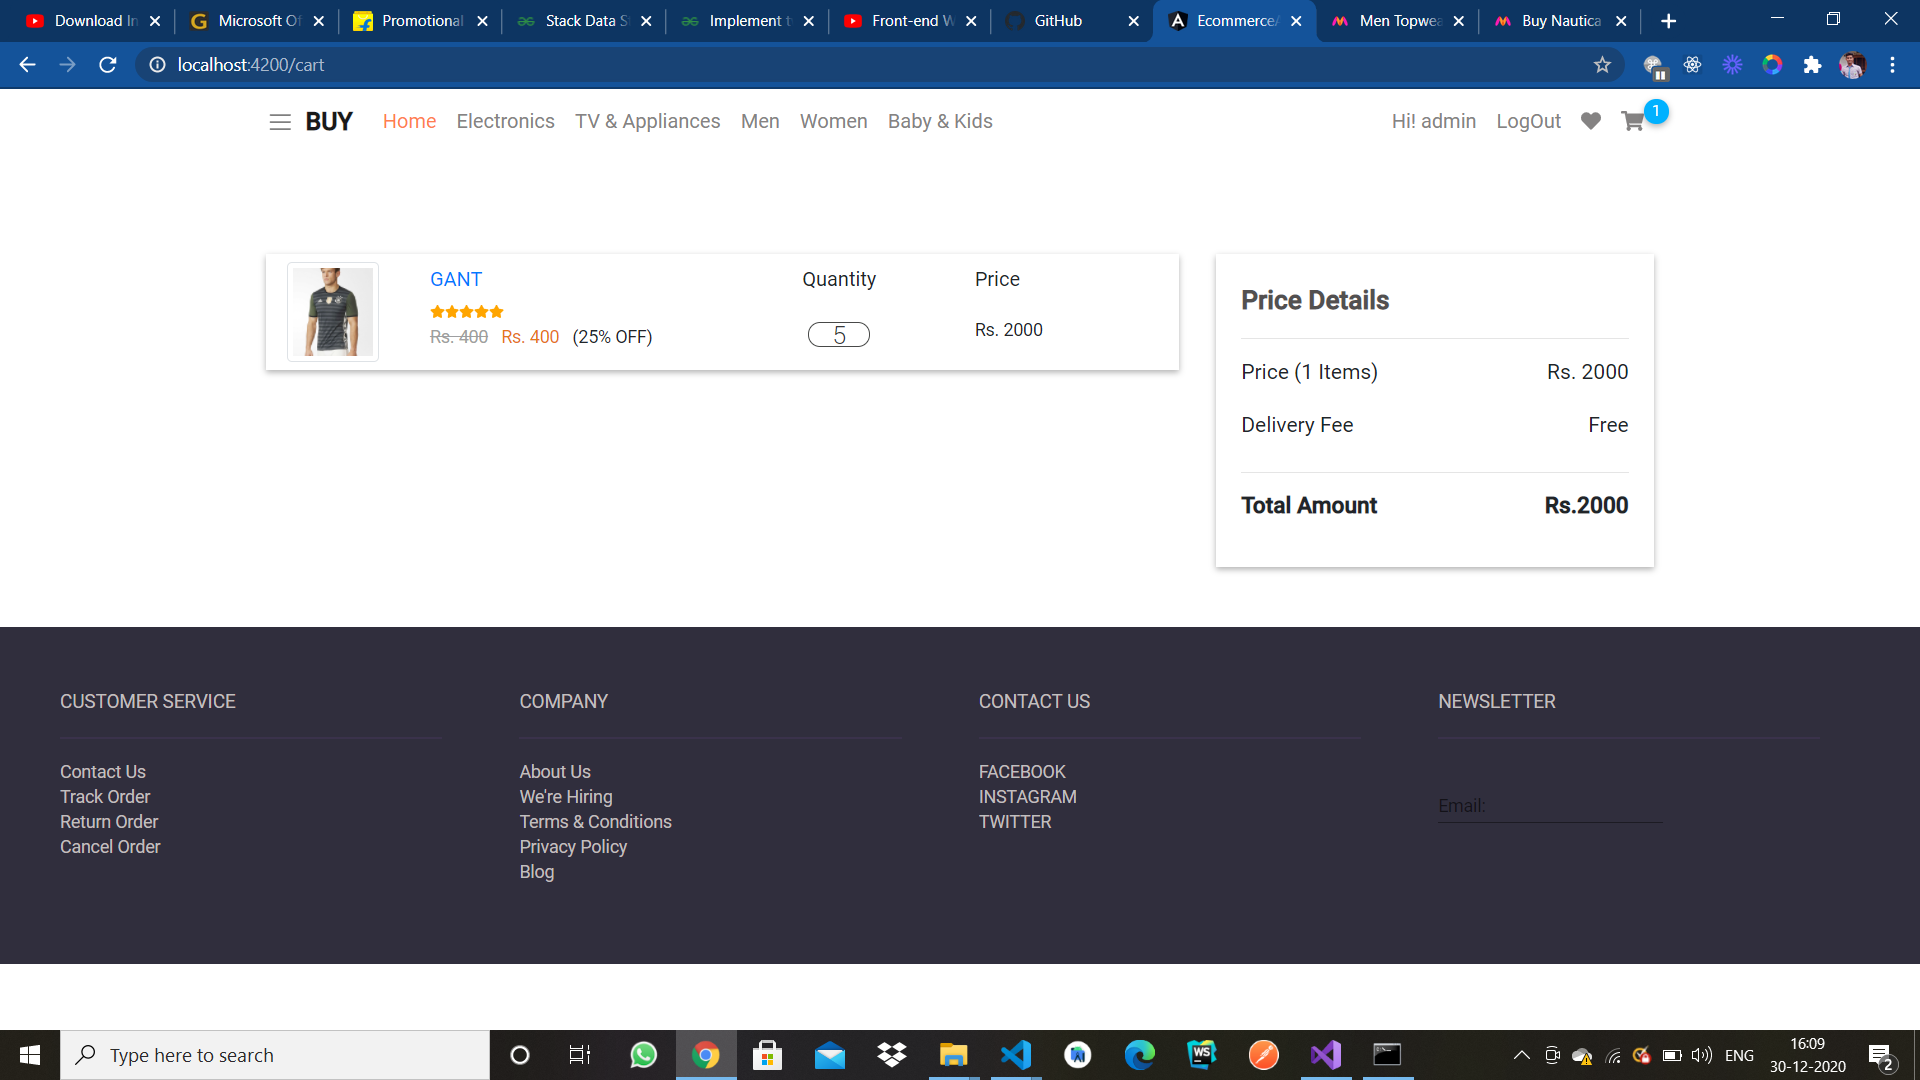 Download In
Microsoft Of
Promotional
Stack Data S
Implement t
Front-end W
GitHub
EcommerceA
Men Topwea
Buy Nautica
localhost:4200/cart
BUY Home Electronics TV & Appliances Men Women Baby & Kids Hi! admin LogOut 1
GANT Quantity Price
Rs. 400 Rs. 400 (25% OFF) 5 Rs. 2000
Price Details
Price (1 Items) Rs. 2000
Delivery Fee Free
Total Amount Rs.2000
CUSTOMER SERVICE
Contact Us
Track Order
Return Order
Cancel Order
COMPANY
About Us
We're Hiring
Terms & Conditions
Privacy Policy
Blog
CONTACT US
FACEBOOK
INSTAGRAM
TWITTER
NEWSLETTER
Email:
Type here to search
WS
ENG
16:09
30-12-2020
2